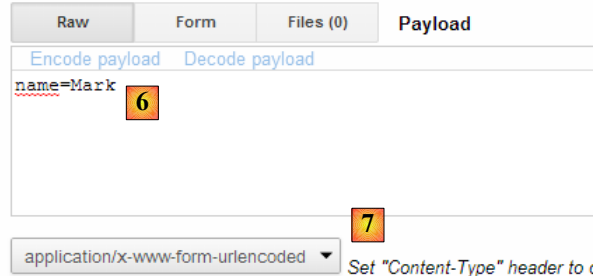 Raw Form Files (0) Payload
Encode payload Decode payload
name=Mark
6
7
application/x-www-form-urlencoded
Set "Content-Type" header to